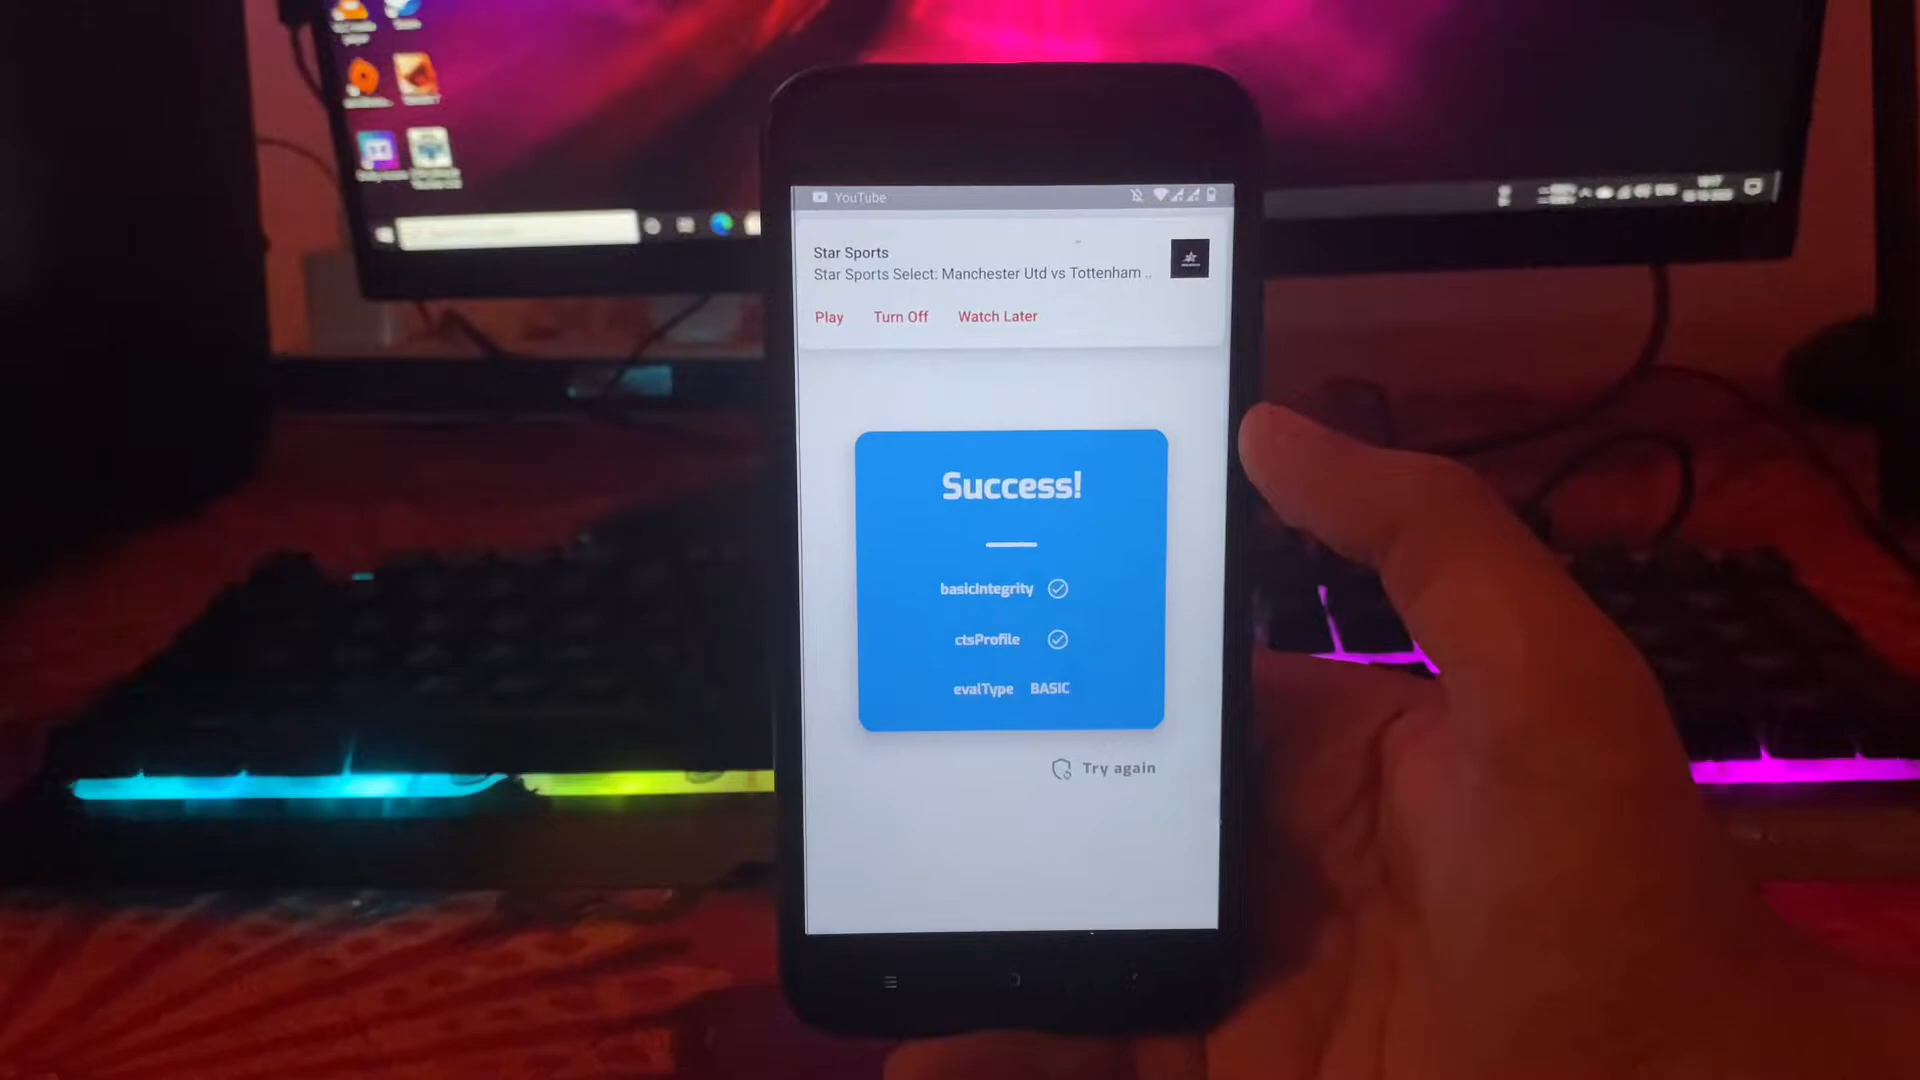 YouTube
Star Sports
Star Sports Select: Manchester Utd vs Tottenham ..
Play Turn Off Watch Later
Success!
basicIntegrity
ctsProfile
evalType BASIC
Try again